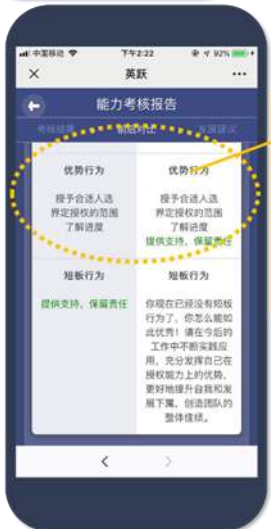 中国移动 下午2:22 92%
英跃
能力考核报告
考核结果 前后对比 发展建议
优势行为 优势行为
授予合适人选 授予合适人选
界定授权的范围 界定授权的范围
了解进度 了解进度
提供支持，保留责任
短板行为 短板行为
提供支持，保留责任 你现在已经没有短板
行为了，你怎么能如
此优秀！请在今后的
工作中不断实践应
用，充分发挥自己在
授权能力上的优势，
更好地提升自我和发
展下属，创造团队的
整体佳绩。